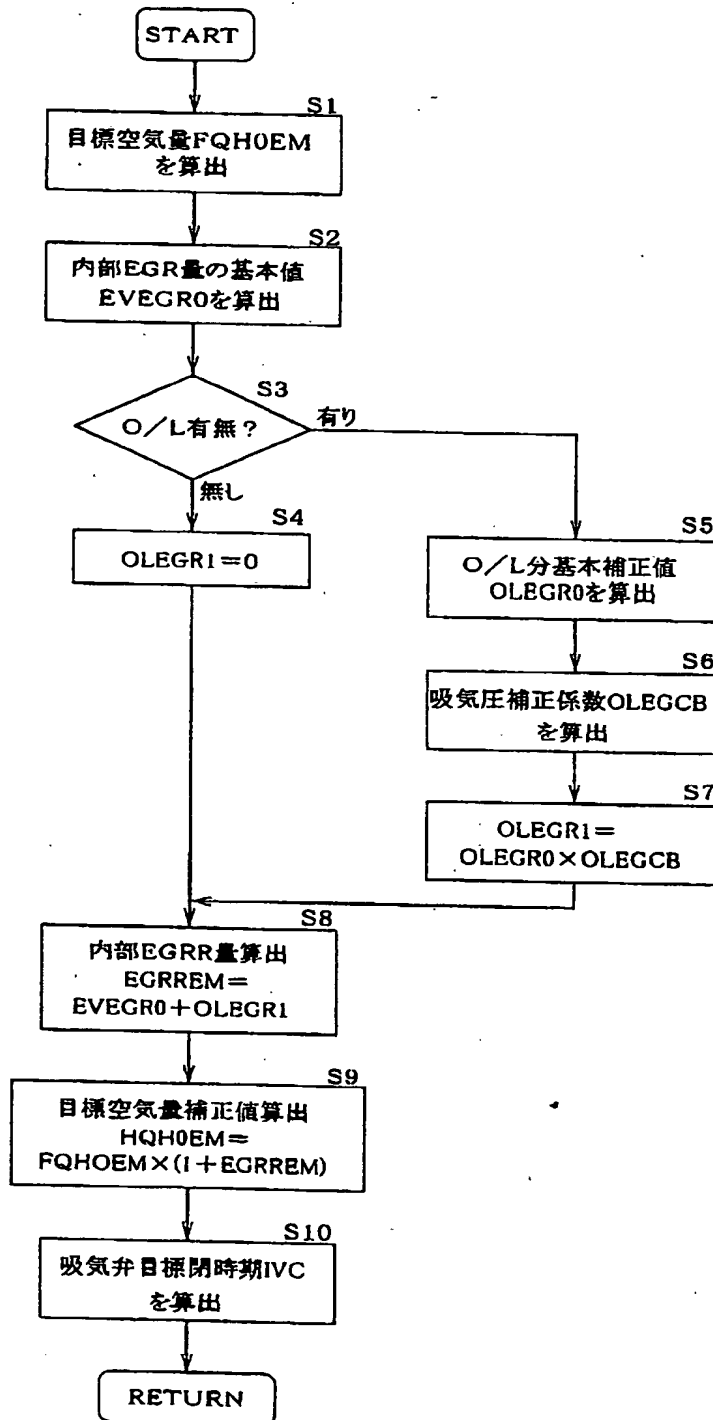 START
S1
目標空気量FQH0EM
を算出
S2
内部EGR量の基本値
EVEGR0を算出
S3
O／L有無？
有り
無し
S4
OLEGR1＝0
S5
O／L分基本補正値
OLEGR0を算出
S6
吸気圧補正係数OLEGCB
を算出
S7
OLEGR1＝
OLEGR0×OLEGCB
S8
内部EGRR量算出
EGRREM＝
EVEGR0＋OLEGR1
S9
目標空気量補正値算出
HQH0EM＝
FQHOEM×(1＋EGRREM)
S10
吸気弁目標閉時期IVC
を算出
RETURN